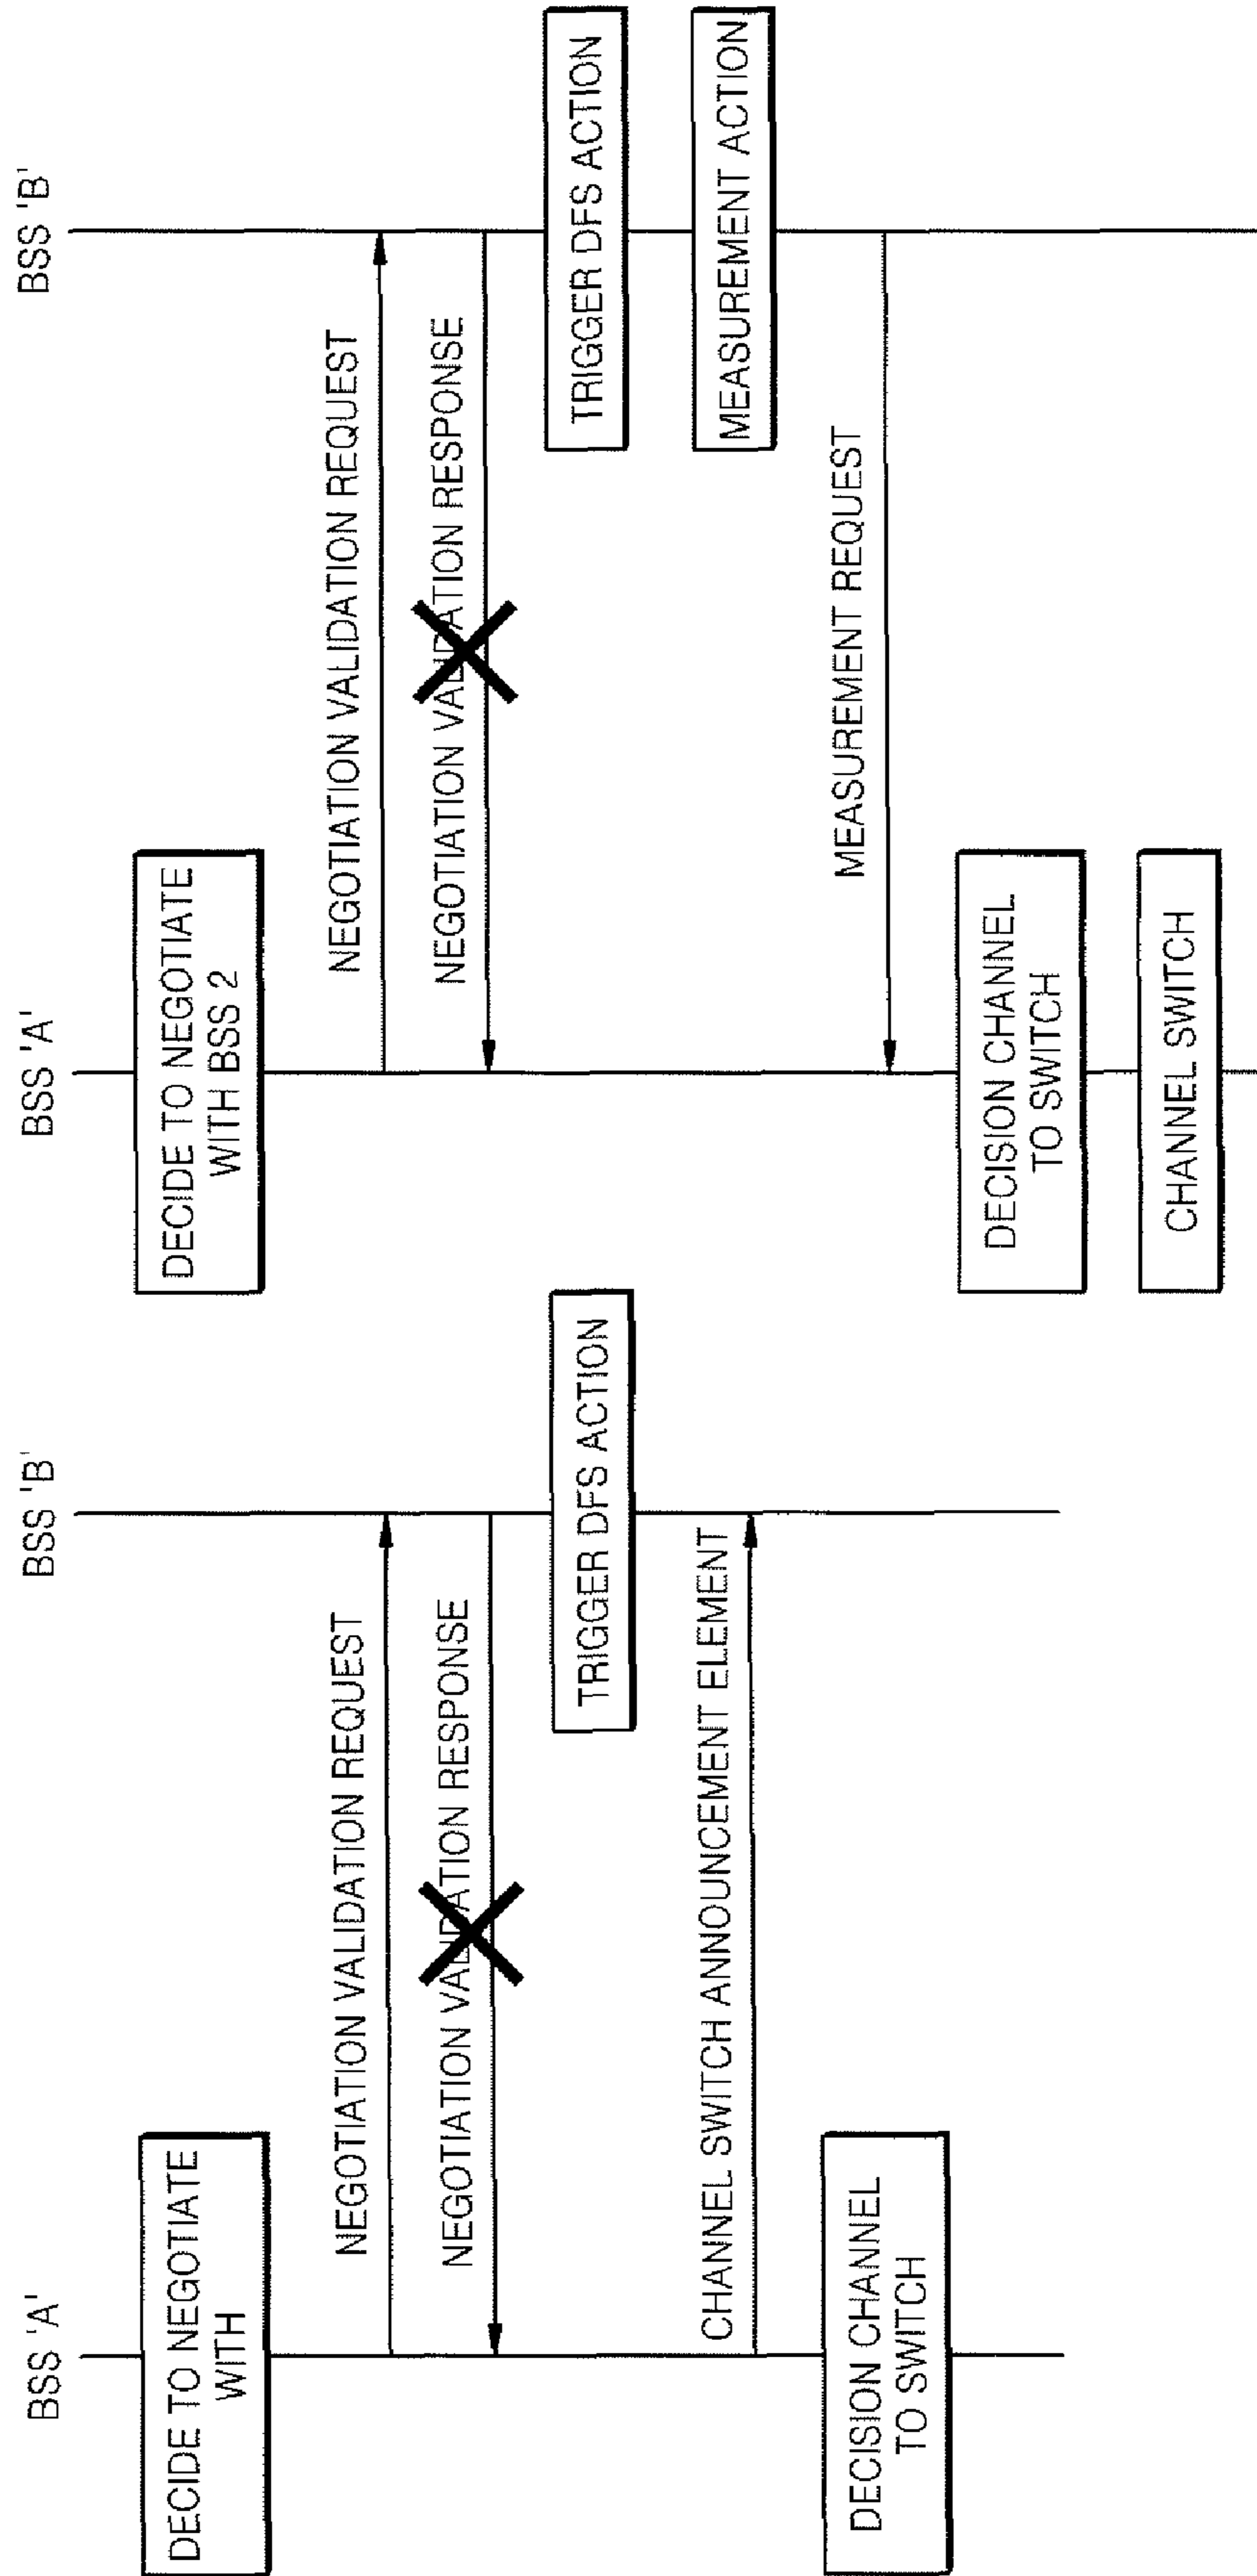 BSS 'A'
BSS 'B'
DECIDE TO NEGOTIATE
WITH
NEGOTIATION VALIDATION REQUEST
NEGOTIATION VALIDATION RESPONSE
TRIGGER DFS ACTION
CHANNEL SWITCH ANNOUNCEMENT ELEMENT
DECISION CHANNEL
TO SWITCH
BSS 'A'
BSS 'B'
DECIDE TO NEGOTIATE
WITH BSS 2
NEGOTIATION VALIDATION REQUEST
NEGOTIATION VALIDATION RESPONSE
TRIGGER DFS ACTION
MEASUREMENT ACTION
MEASUREMENT REQUEST
DECISION CHANNEL
TO SWITCH
CHANNEL SWITCH